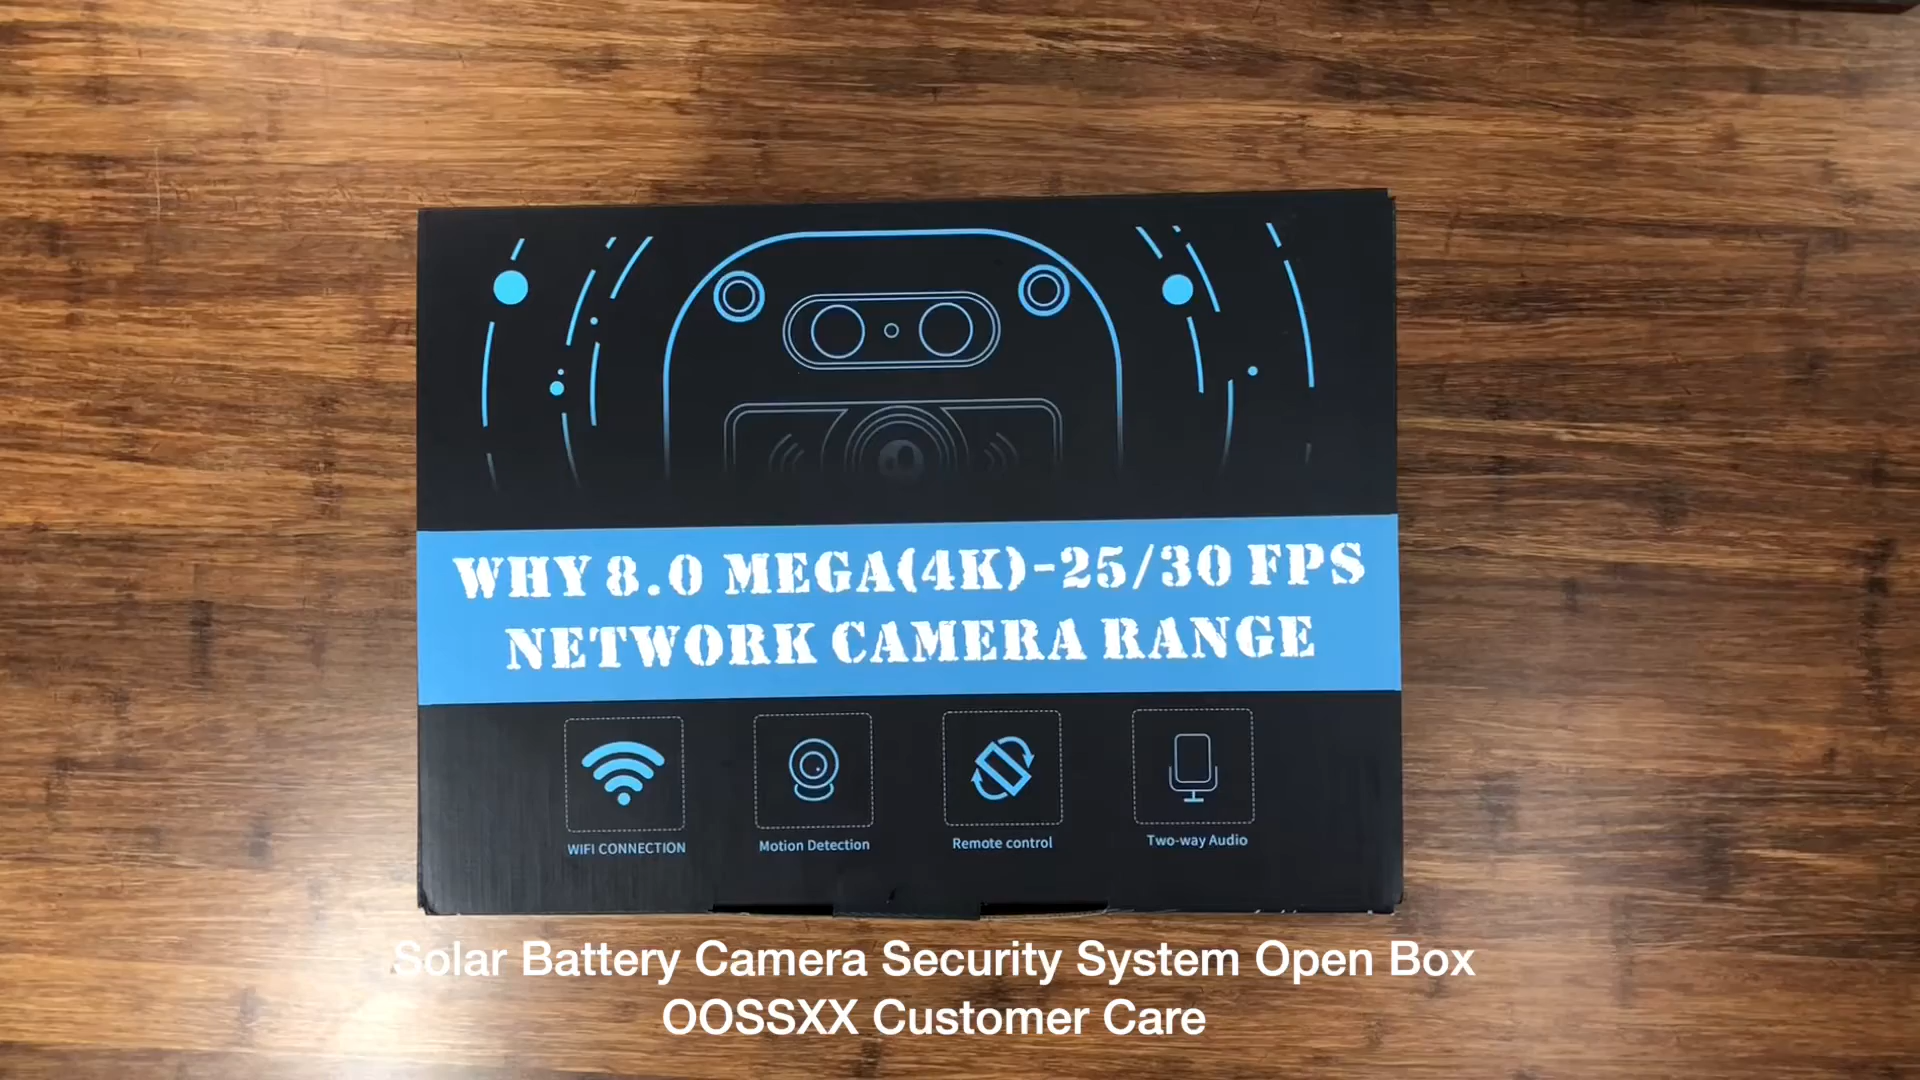 WHY 8.0 MEGA(4K)-25/30 FPS
NETWORK CAMERA RANGE
WIFI CONNECTION
Motion Detection
Remote control
Two-way Audio
Solar Battery Camera Security System Open Box
OOSSXX Customer Care